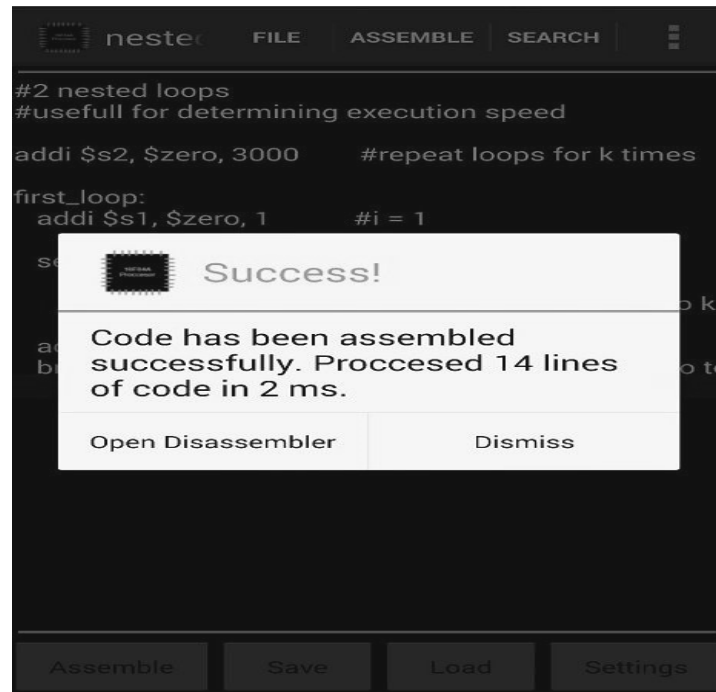 neste FILE ASSEMBLE SEARCH
#2 nested loops
#usefull for determining execution speed
addi $s2, $zero, 3000 #repeat loops for k times
first_loop:
addi $s1, $zero, 1 #i = 1
se
Success!
o k
Code has been assembled
successfully. Proccesed 14 lines
of code in 2 ms.
a
b
o t
Open Disassembler Dismiss
Assemble Save Load Settings